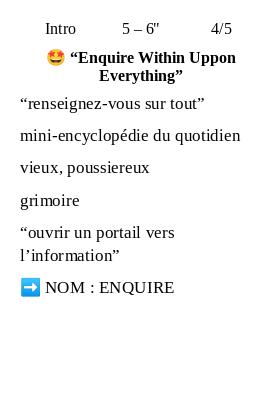 Intro 5 – 6" 4/5
🤩 “Enquire Within Uppon
Everything”
“renseignez-vous sur tout”
mini-encyclopédie du quotidien
vieux, poussiereux
grimoire
“ouvrir un portail vers
l’information”
➡️ NOM : ENQUIRE